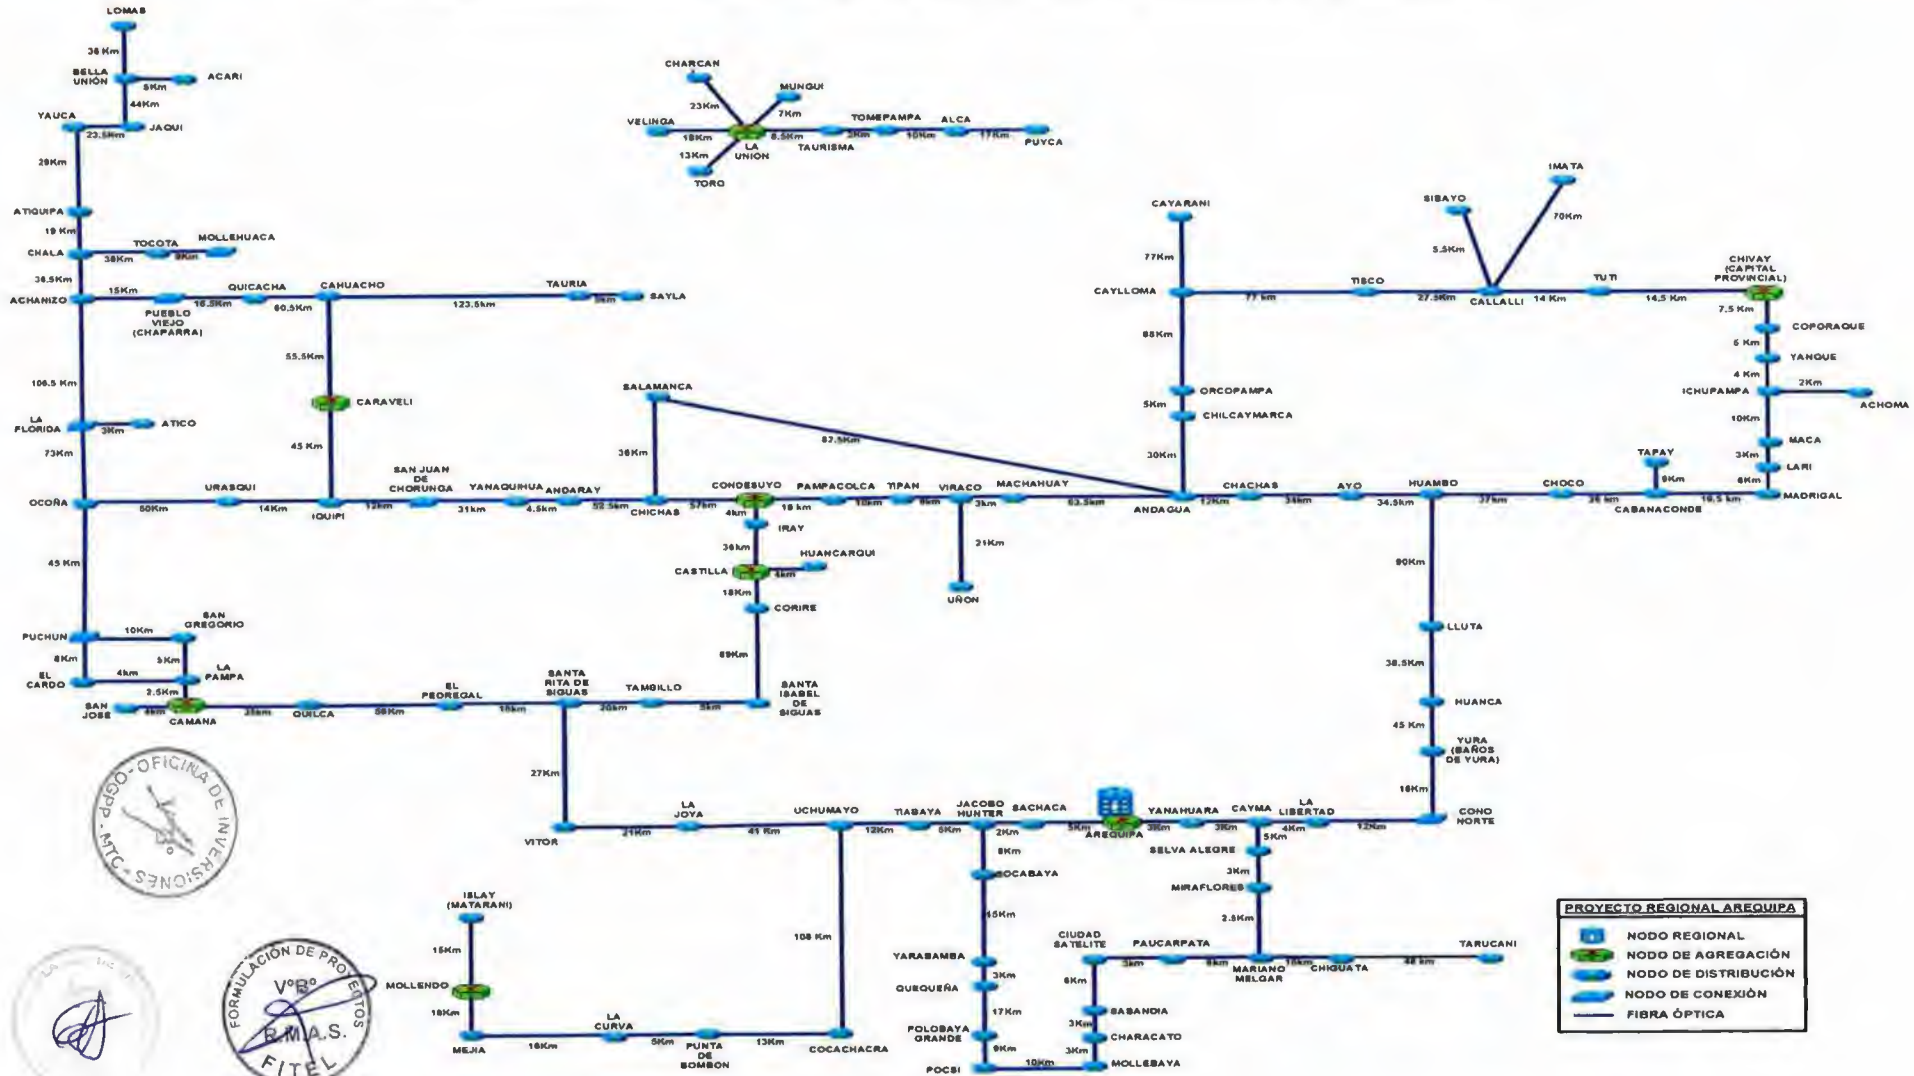 LOMAS
36 Km
BELLA
UNIÓN
5Km
ACARI
44Km
YAUCA
23.5Km
JAQUI
29Km
ATIQUIPA
19 Km
CHALA
TOCOTA
MOLLEHUACA
38Km
9Km
36.5Km
ACHANIZO
15Km
PUEBLO
VIEJO
(CHAPARRA)
16.5Km
QUICACHA
60.5Km
CAHUACHO
123.5km
TAURIA
SAYLA
55.5Km
106.5 Km
CARAVELI
LA
FLORIDA
3Km
ATICO
73Km
45 Km
OCOÑA
URASQUI
50Km
14Km
IQUIPI
12km
SAN JUAN
DE
CHORUNGA
31km
YANAQUIHUA
4.5km
ANDARAY
52.5km
CHICHAS
57km
SALAMANCA
36Km
82.5Km
CONDESUYO
4km
IRAY
36km
CASTILLA
4km
HUANCARQUI
18Km
CORIRE
89Km
SANTA
ISABEL
DE
SIGUAS
PAMPACOLCA
19 km
10km
TIPAN
6km
VIRACO
3km
MACHAHUAY
21Km
UÑON
63.5km
ANDAGUA
12Km
CHACHAS
34km
AYO
34.5km
HUAMBO
37km
CHOCO
26 km
CABANACONDE
TAPAY
9Km
19.5 km
MADRIGAL
CHARCAN
23Km
MUNGUI
7Km
VELINGA
18Km
LA
UNION
13Km
TORO
8.5Km
TAURISMA
3Km
TOMEPAMPA
10Km
ALCA
17Km
PUYCA
CAYARANI
77Km
CAYLLOMA
77 km
TISCO
27.5Km
CALLALLI
SIBAYO
5.5Km
IMATA
70Km
14 Km
TUTI
14.5 Km
CHIVAY
(CAPITAL
PROVINCIAL)
7.5 Km
COPORAQUE
5 Km
YANQUE
4 Km
ICHUPAMPA
2Km
ACHOMA
10Km
MACA
3Km
LARI
6Km
ORCOPAMPA
5Km
CHILCAYMARCA
30Km
90Km
LLUTA
38.5Km
HUANCA
45 Km
YURA
(BAÑOS
DE YURA)
CONO
NORTE
45 Km
PUCHUN
10Km
SAN
GREGORIO
8Km
5Km
EL
CARDO
4km
LA
PAMPA
2.5Km
SAN
JOSE
4km
CAMANA
QUILCA
EL
PEDREGAL
SANTA
RITA DE
SIGUAS
20km
TAMBILLO
5km
27Km
VITOR
21Km
LA
JOYA
41 Km
UCHUMAYO
12Km
TIABAYA
5Km
JACOBO
HUNTER
2Km
SACHACA
5Km
AREQUIPA
3Km
YANAHUARA
3Km
CAYMA
4Km
LA
LIBERTAD
12Km
5Km
SELVA ALEGRE
3Km
MIRAFLORES
2.5Km
MARIANO
MELGAR
CHIGUATA
TARUCANI
PAUCARPATA
3km
CIUDAD
SATELITE
6Km
SABANDIA
3Km
CHARACATO
3Km
MOLLEBAYA
10Km
POCSI
9Km
POLOBAYA
GRANDE
17Km
QUEQUEÑA
3Km
YARABAMBA
15Km
SOCABAYA
8Km
108 Km
COCACHACRA
13Km
PUNTA
DE
BOMBON
5Km
LA
CURVA
16Km
MEJIA
MOLLENDO
15Km
ISLAY
(MATARANI)
OFICINA DE INVERSIONES
OGPP - MTC
FORMULACIÓN DE PROYECTOS
V°B°
R.M.A.S.
FITEL
PROYECTO REGIONAL AREQUIPA
NODO REGIONAL
NODO DE AGREGACIÓN
NODO DE DISTRIBUCIÓN
NODO DE CONEXIÓN
FIBRA ÓPTICA